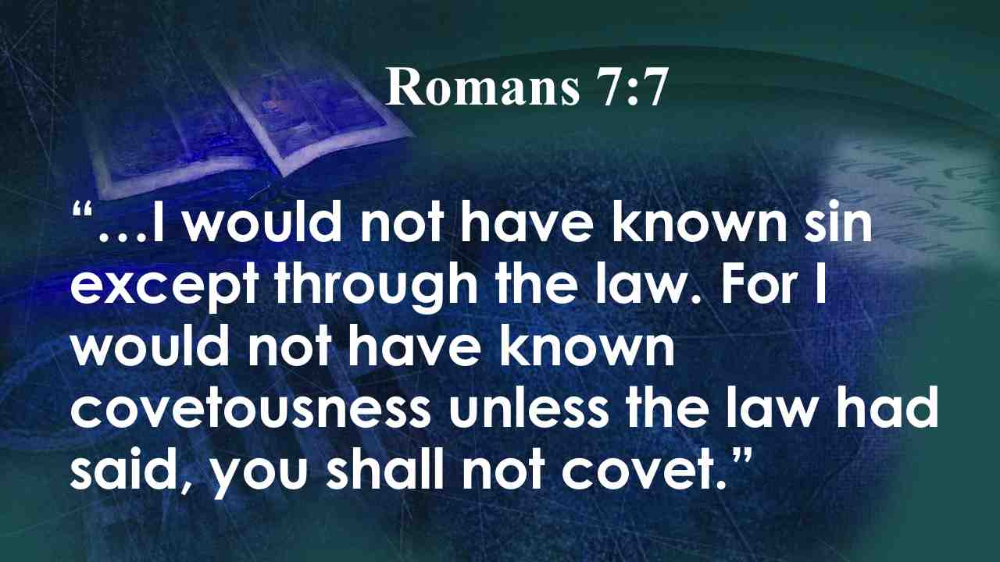 Romans 7:7
“…I would not have known sin
except through the law. For I
would not have known
covetousness unless the law had
said, you shall not covet.”